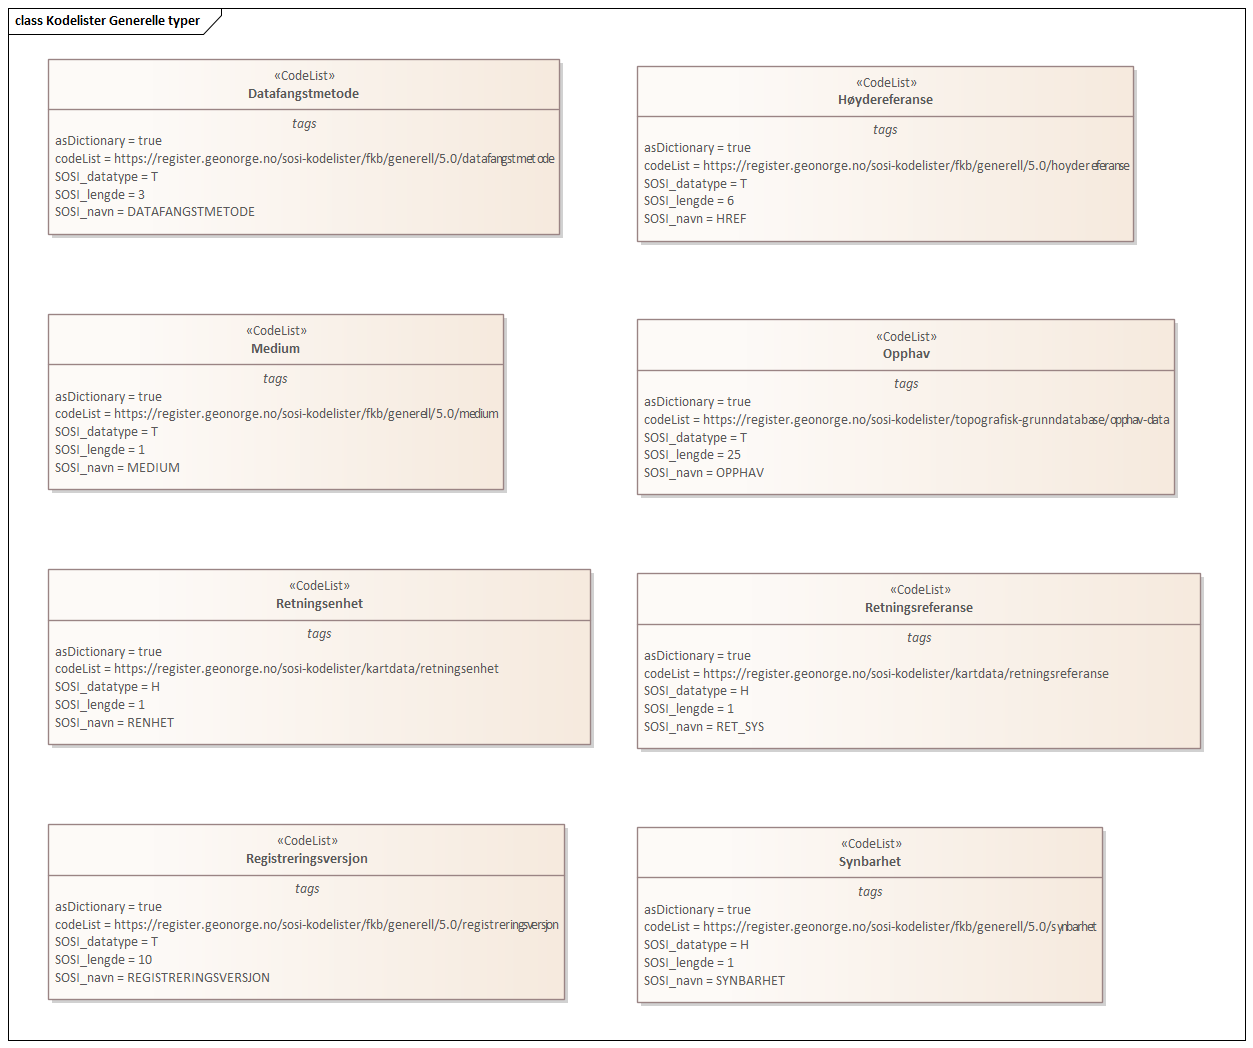 class Kodelister Generelle typer
«CodeList»
Datafangstmetode
tags
asDictionary = true
codeList = https://register.geonorge.no/sosi-kodelister/fkb/generell/5.0/datafangstmetode
SOSI_datatype = T
SOSI_lengde = 3
SOSI_navn = DATAFANGSTMETODE
«CodeList»
Høydereferanse
tags
asDictionary = true
codeList = https://register.geonorge.no/sosi-kodelister/fkb/generell/5.0/hoydereferanse
SOSI_datatype = T
SOSI_lengde = 6
SOSI_navn = HREF
«CodeList»
Medium
tags
asDictionary = true
codeList = https://register.geonorge.no/sosi-kodelister/fkb/generell/5.0/medium
SOSI_datatype = T
SOSI_lengde = 1
SOSI_navn = MEDIUM
«CodeList»
Opphav
tags
asDictionary = true
codeList = https://register.geonorge.no/sosi-kodelister/topografisk-grunndatabase/opphav-data
SOSI_datatype = T
SOSI_lengde = 25
SOSI_navn = OPPHAV
«CodeList»
Retningsenhet
tags
asDictionary = true
codeList = https://register.geonorge.no/sosi-kodelister/kartdata/retningsenhet
SOSI_datatype = H
SOSI_lengde = 1
SOSI_navn = RENHET
«CodeList»
Retningsreferanse
tags
asDictionary = true
codeList = https://register.geonorge.no/sosi-kodelister/kartdata/retningsreferanse
SOSI_datatype = H
SOSI_lengde = 1
SOSI_navn = RET_SYS
«CodeList»
Registreringsversjon
tags
asDictionary = true
codeList = https://register.geonorge.no/sosi-kodelister/fkb/generell/5.0/registreringsversjon
SOSI_datatype = T
SOSI_lengde = 10
SOSI_navn = REGISTRERINGSVERSJON
«CodeList»
Synbarhet
tags
asDictionary = true
codeList = https://register.geonorge.no/sosi-kodelister/fkb/generell/5.0/synbarhet
SOSI_datatype = H
SOSI_lengde = 1
SOSI_navn = SYNBARHET